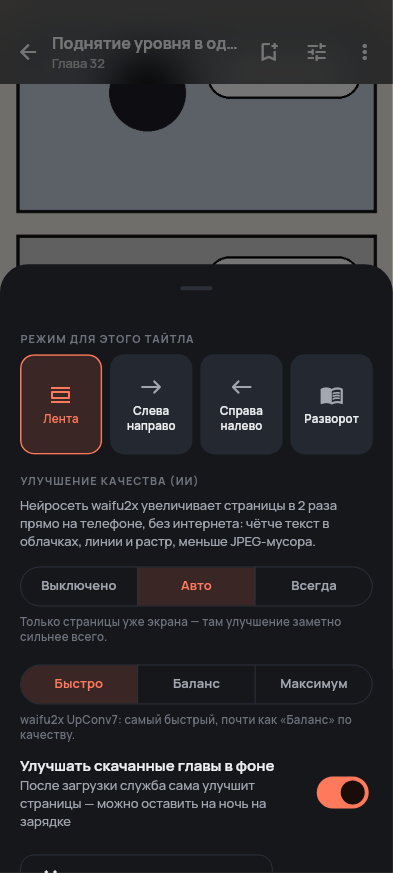 Поднятие уровня в од...
Глава 32
РЕЖИМ ДЛЯ ЭТОГО ТАЙТЛА
Лента
Слева
направо
Справа
налево
Разворот
УЛУЧШЕНИЕ КАЧЕСТВА (ИИ)
Нейросеть waifu2x увеличивает страницы в 2 раза
прямо на телефоне, без интернета: чётче текст в
облачках, линии и растр, меньше JPEG-мусора.
Выключено
Авто
Всегда
Только страницы уже экрана — там улучшение заметно
сильнее всего.
Быстро
Баланс
Максимум
waifu2x UpConv7: самый быстрый, почти как «Баланс» по
качеству.
Улучшать скачанные главы в фоне
После загрузки служба сама улучшит
страницы — можно оставить на ночь на
зарядке